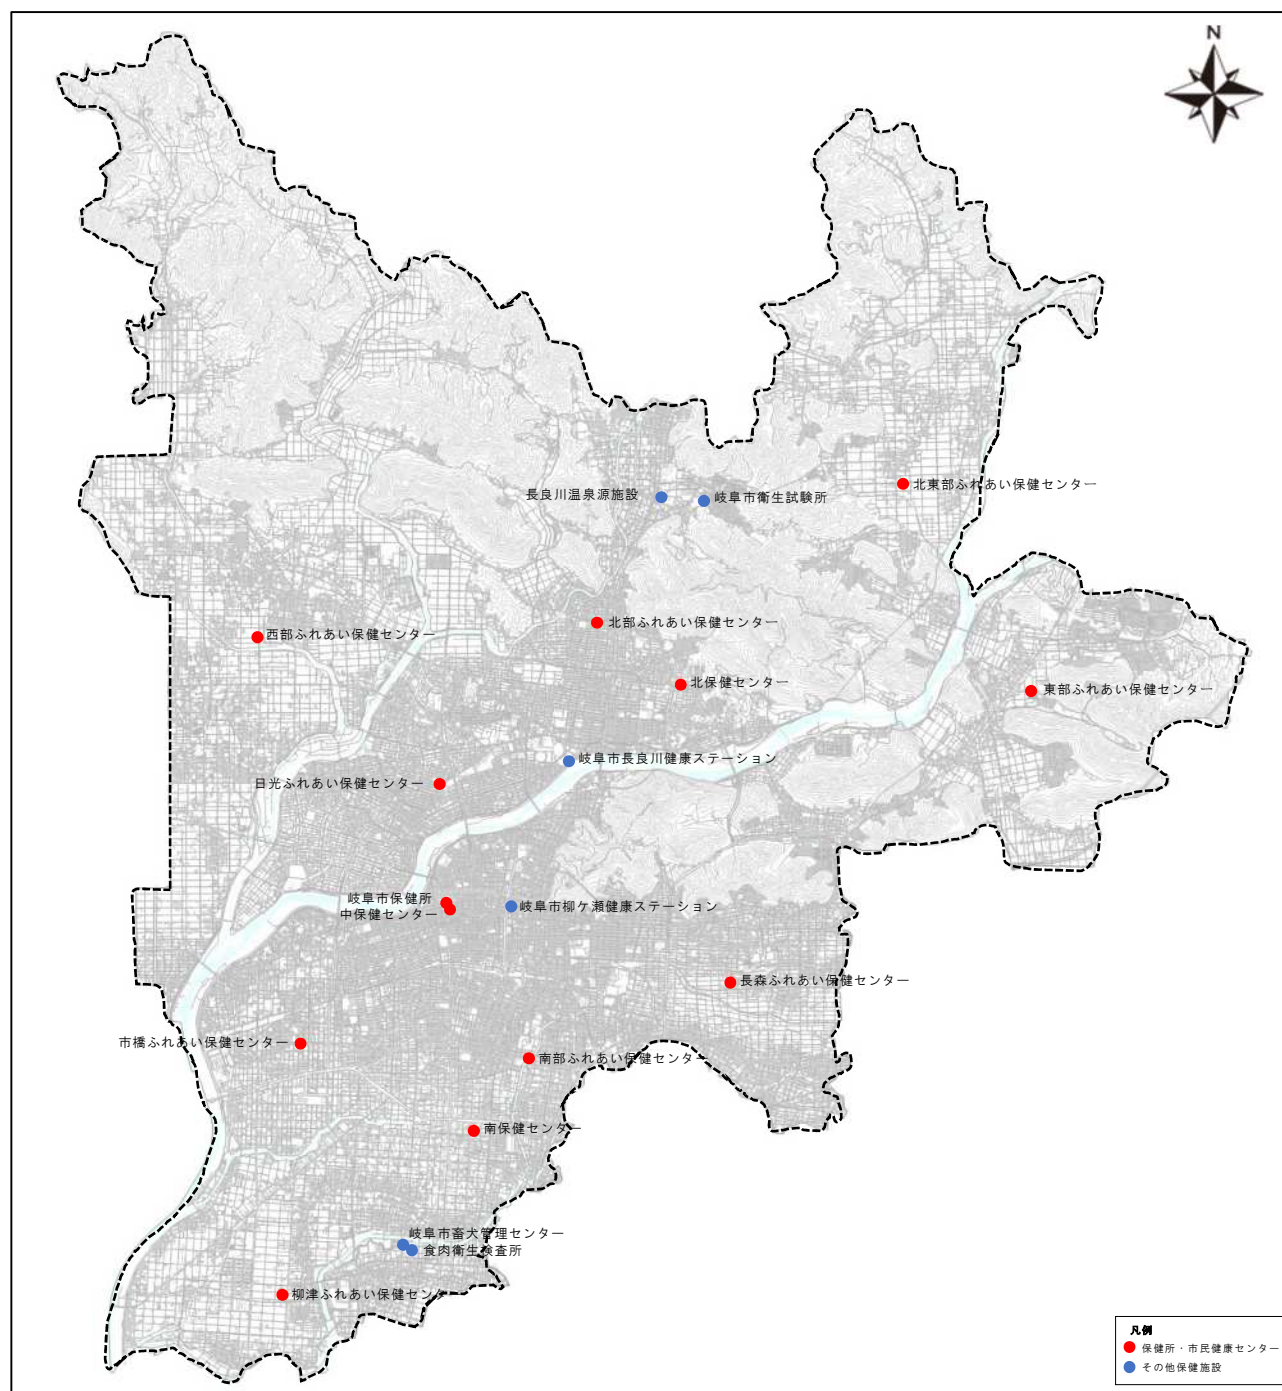 N
長良川温泉源施設
岐阜市衛生試験所
北東部ふれあい保健センター
西部ふれあい保健センター
北部ふれあい保健センター
北保健センター
東部ふれあい保健センター
岐阜市長良川健康ステーション
日光ふれあい保健センター
岐阜市保健所
中保健センター
岐阜市柳ケ瀬健康ステーション
長森ふれあい保健センター
市橋ふれあい保健センター
南部ふれあい保健センター
南保健センター
岐阜市畜犬管理センター
食肉衛生検査所
柳津ふれあい保健センター
凡例
保健所・市民健康センター
その他保健施設